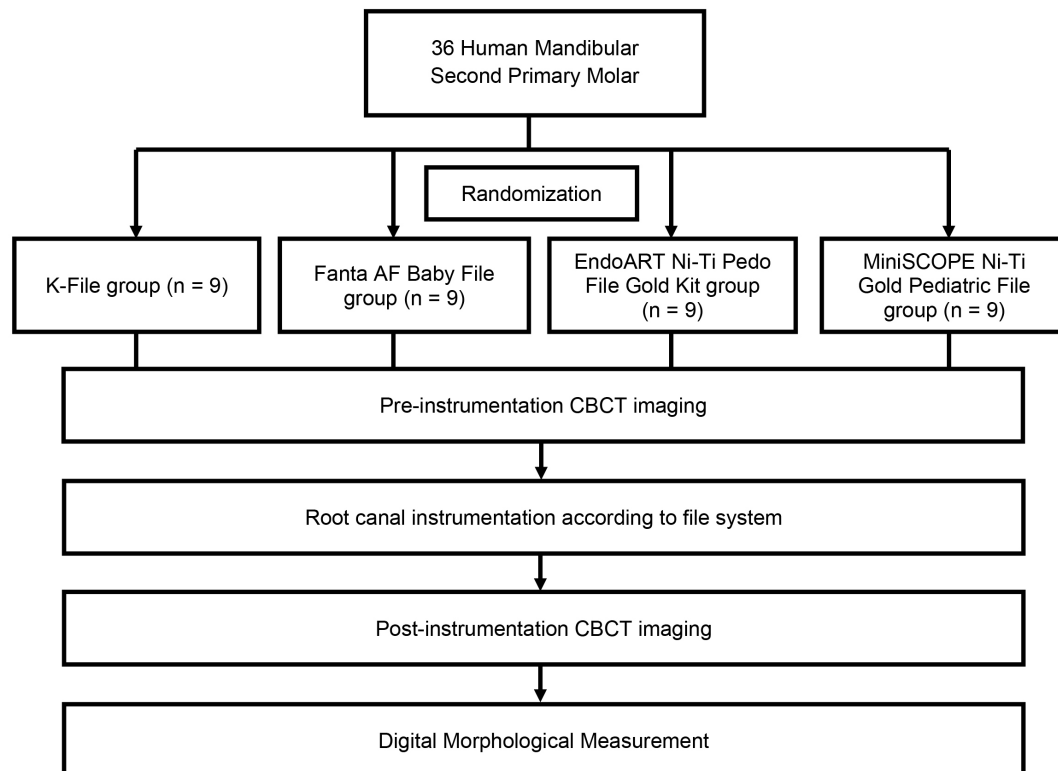 36 Human Mandibular
Second Primary Molar
Randomization
K-File group (n = 9)
Fanta AF Baby File
group (n = 9)
EndoART Ni-Ti Pedo
File Gold Kit group
(n = 9)
MiniSCOPE Ni-Ti
Gold Pediatric File
group (n = 9)
Pre-instrumentation CBCT imaging
Root canal instrumentation according to file system
Post-instrumentation CBCT imaging
Digital Morphological Measurement